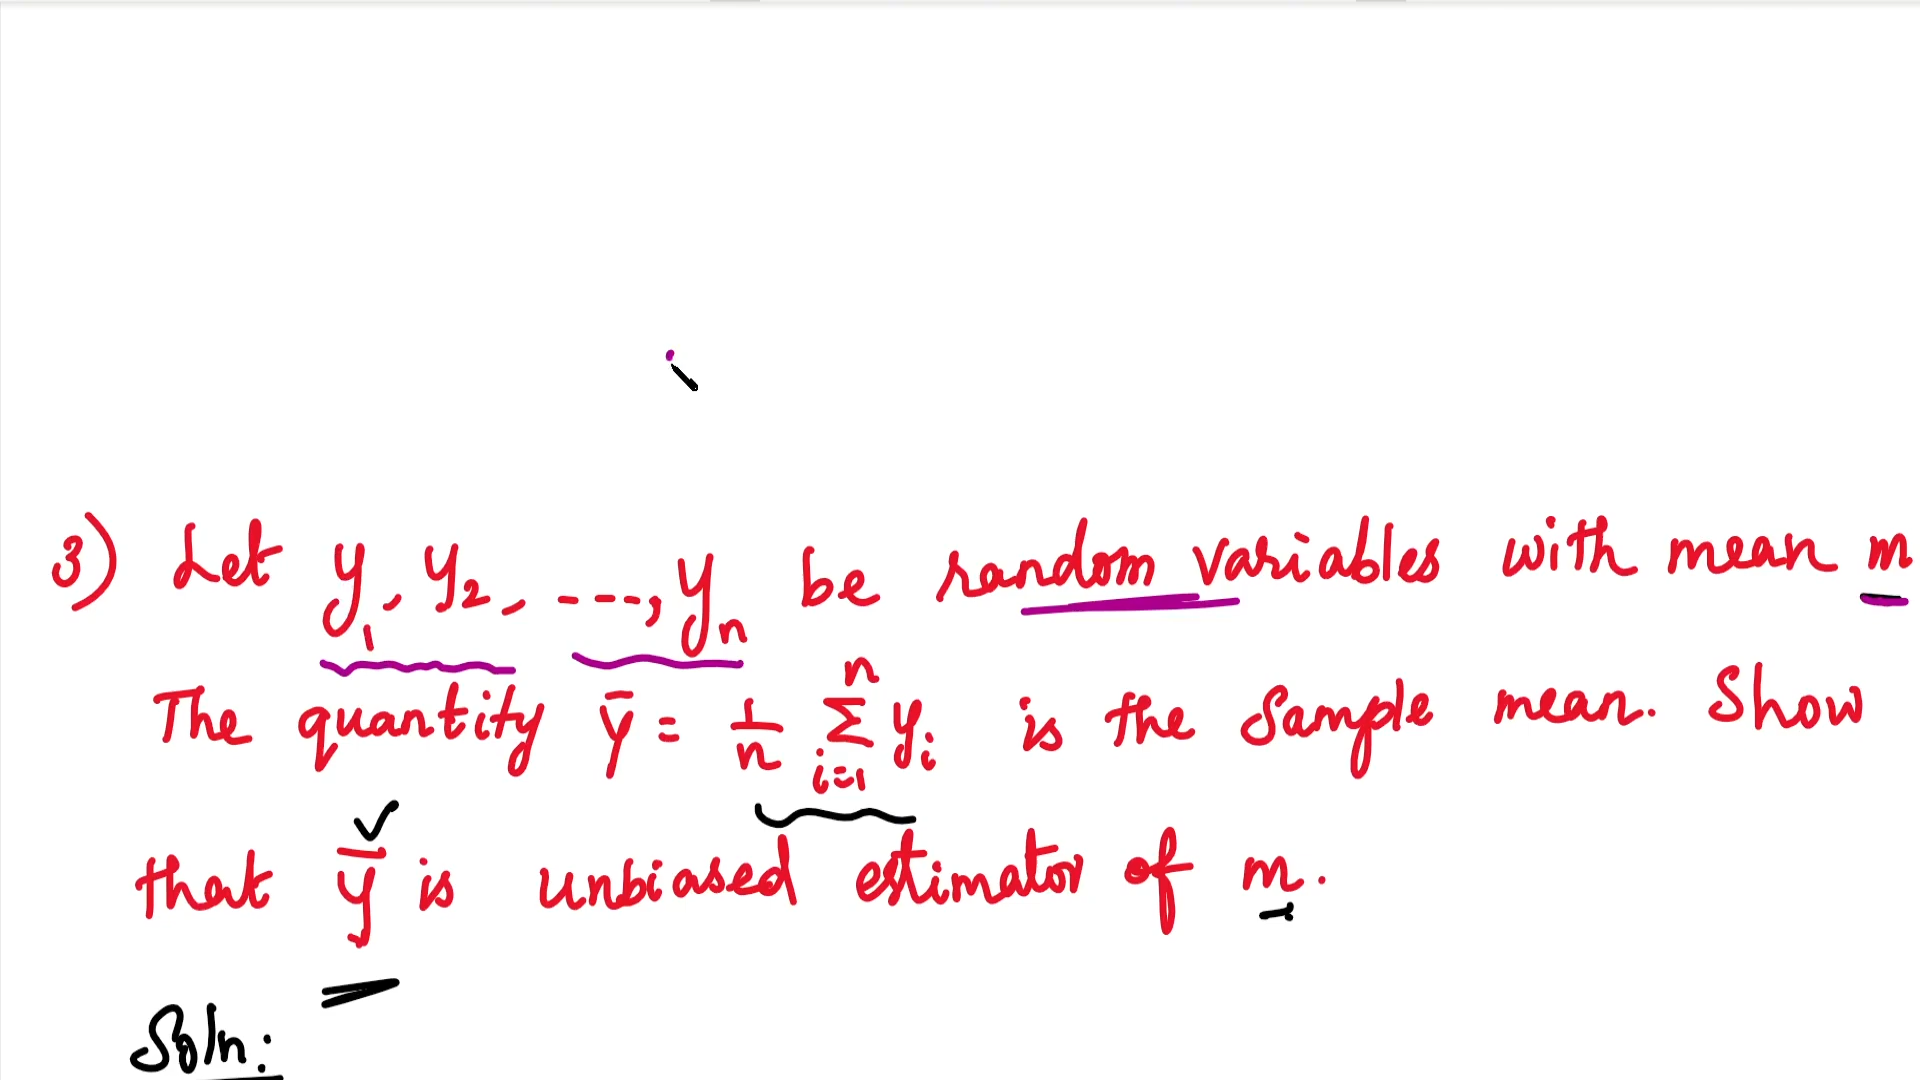 3) Let y₁, y₂, ---, yₙ be random variables with mean m
The quantity ȳ = 1/n Σⁿᵢ₌₁ yᵢ is the sample mean. Show
that ȳ is unbiased estimator of m.
Soln: